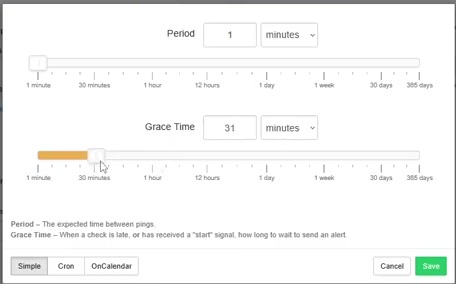 Period 1 minutes
1 minute 30 minutes 1 hour 12 hours 1 day 1 week 30 days 365 days
Grace Time 31 minutes
1 minute 30 minutes 1 hour 12 hours 1 day 1 week 30 days 365 days
Period – The expected time between pings.
Grace Time – When a check is late, or has received a "start" signal, how long to wait to send an alert.
Simple Cron OnCalendar Cancel Save